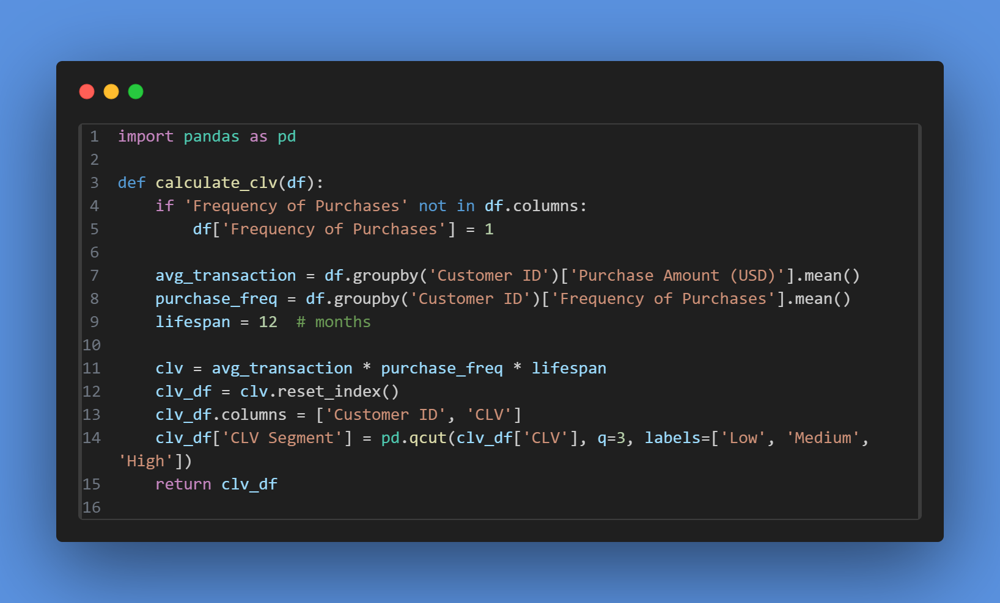 1 import pandas as pd
2
3 def calculate_clv(df):
4     if 'Frequency of Purchases' not in df.columns:
5         df['Frequency of Purchases'] = 1
6
7     avg_transaction = df.groupby('Customer ID')['Purchase Amount (USD)'].mean()
8     purchase_freq = df.groupby('Customer ID')['Frequency of Purchases'].mean()
9     lifespan = 12  # months
10
11     clv = avg_transaction * purchase_freq * lifespan
12     clv_df = clv.reset_index()
13     clv_df.columns = ['Customer ID', 'CLV']
14     clv_df['CLV Segment'] = pd.qcut(clv_df['CLV'], q=3, labels=['Low', 'Medium',
'High'])
15     return clv_df
16